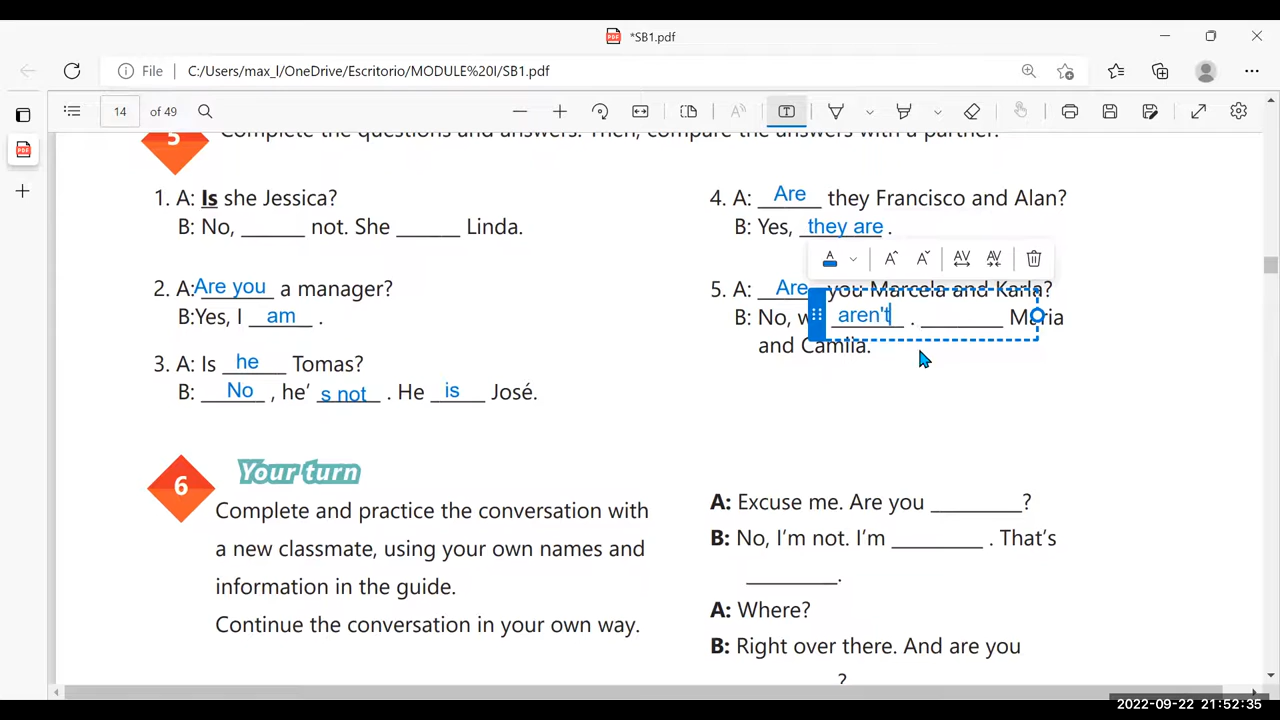 *SB1.pdf
File | C:/Users/max_l/OneDrive/Escritorio/MODULE%20I/SB1.pdf
14 of 49
5 Complete the questions and answers. Then, compare the answers with a partner.
1. A: Is she Jessica?
B: No, ______ not. She ______ Linda.
2. A: Are you a manager?
B:Yes, I am .
3. A: Is he Tomas?
B: No , he' s not . He is José.
4. A: Are they Francisco and Alan?
B: Yes, they are .
5. A: Are you Marcela and Karla?
B: No, w aren't . ________ Maria
and Camila.
6 Your turn
Complete and practice the conversation with
a new classmate, using your own names and
information in the guide.
Continue the conversation in your own way.
A: Excuse me. Are you _________?
B: No, I'm not. I'm _________ . That's
_________.
A: Where?
B: Right over there. And are you
_________?
2022-09-22 21:52:35